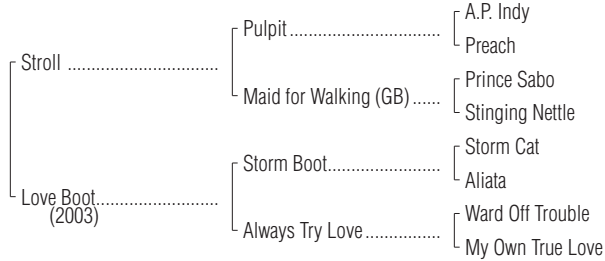 A.P. Indy
Pulpit
Preach
Stroll
Prince Sabo
Maid for Walking (GB)
Stinging Nettle
Storm Cat
Storm Boot
Aliata
Love Boot
(2003)
Ward Off Trouble
Always Try Love
My Own True Love